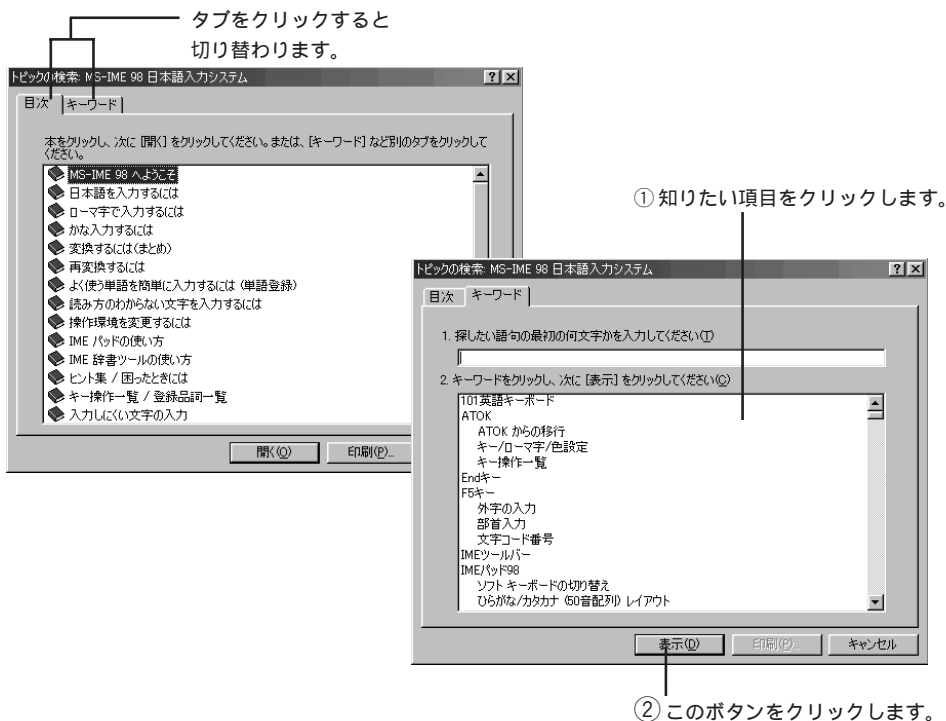 タブをクリックすると
切り替わります。
トピックの検索: MS-IME 98 日本語入力システム
目次
キーワード
本をクリックし、次に [開く] をクリックしてください。または、[キーワード] など別のタブをクリックして
ください。
MS-IME 98 へようこそ
日本語を入力するには
ローマ字で入力するには
かな入力するには
変換するには(まとめ)
再変換するには
よく使う単語を簡単に入力するには (単語登録)
読み方のわからない文字を入力するには
操作環境を変更するには
IME パッドの使い方
IME 辞書ツールの使い方
ヒント集 / 困ったときには
キー操作一覧 / 登録品詞一覧
入力しにくい文字の入力
開く(O)
印刷(P)...
①知りたい項目をクリックします。
トピックの検索: MS-IME 98 日本語入力システム
目次
キーワード
1. 探したい語句の最初の何文字かを入力してください(T)
2. キーワードをクリックし、次に [表示] をクリックしてください(C)
101英語キーボード
ATOK
ATOK からの移行
キー/ローマ字/色設定
キー操作一覧
Endキー
F5キー
外字の入力
部首入力
文字コード番号
IMEツールバー
IMEパッド98
ソフト キーボードの切り替え
ひらがな/カタカナ (50音配列) レイアウト
表示(D)
印刷(P)...
キャンセル
②このボタンをクリックします。